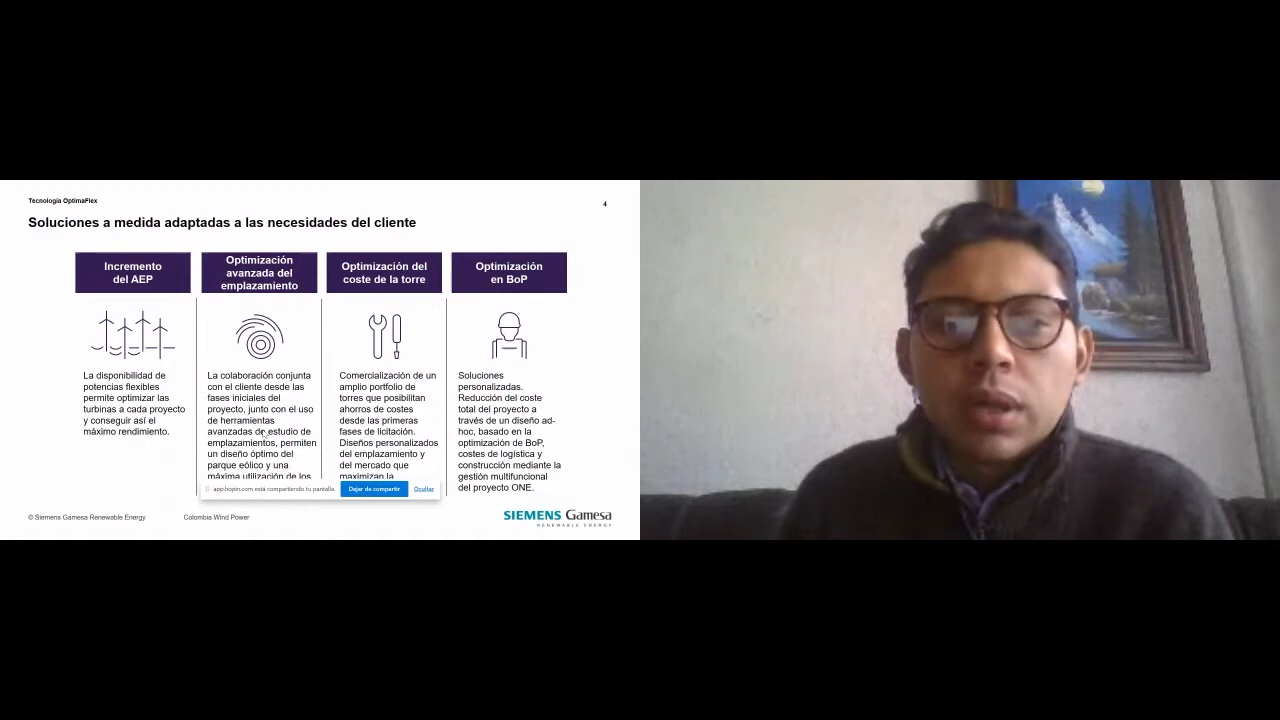 Tecnología OptimaFlex
4
Soluciones a medida adaptadas a las necesidades del cliente
Incremento
del AEP
La disponibilidad de
potencias flexibles
permite optimizar las
turbinas a cada proyecto
y conseguir así el
máximo rendimiento.
Optimización
avanzada del
emplazamiento
La colaboración conjunta
con el cliente desde las
fases iniciales del
proyecto, junto con el uso
de herramientas
avanzadas de estudio de
emplazamientos, permiten
un diseño óptimo del
parque eólico y una
máxima utilización de los
Optimización del
coste de la torre
Comercialización de un
amplio portfolio de
torres que posibilitan
ahorros de costes
desde las primeras
fases de licitación.
Diseños personalizados
del emplazamiento y
del mercado que
maximizan la
Optimización
en BoP
Soluciones
personalizadas.
Reducción del coste
total del proyecto a
través de un diseño ad-
hoc, basado en la
optimización de BoP,
costes de logística y
construcción mediante la
gestión multifuncional
del proyecto ONE.
app.hopin.com está compartiendo tu pantalla.
Dejar de compartir
Ocultar
© Siemens Gamesa Renewable Energy
Colombia Wind Power
SIEMENS Gamesa
RENEWABLE ENERGY